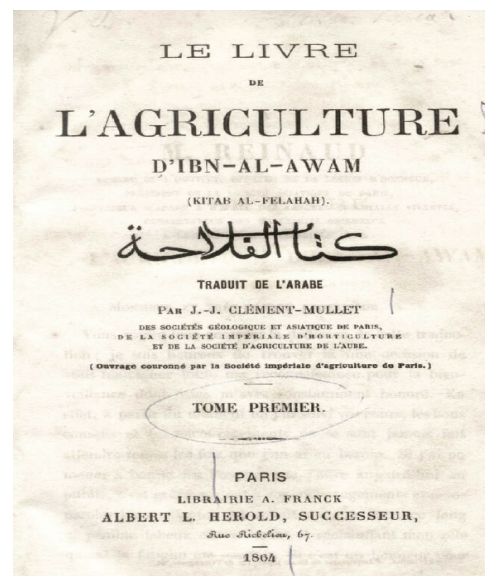 LE LIVRE
DE
L'AGRICULTURE
D'IBN-AL-AWAM
(KITAB AL-FELAHAH).
كتاب الفلاحة
TRADUIT DE L'ARABE
PAR J.-J. CLÉMENT-MULLET
DES SOCIÉTÉS GÉOLOGIQUE ET ASIATIQUE DE PARIS,
DE LA SOCIÉTÉ IMPÉRIALE D'HORTICULTURE
ET DE LA SOCIÉTÉ D'AGRICULTURE DE L'AUBE.
(Ouvrage couronné par la Société impériale d'agriculture de Paris.)
TOME PREMIER.
PARIS
LIBRAIRIE A. FRANCK
ALBERT L. HEROLD, SUCCESSEUR,
Rue Richelieu, 67.
1864